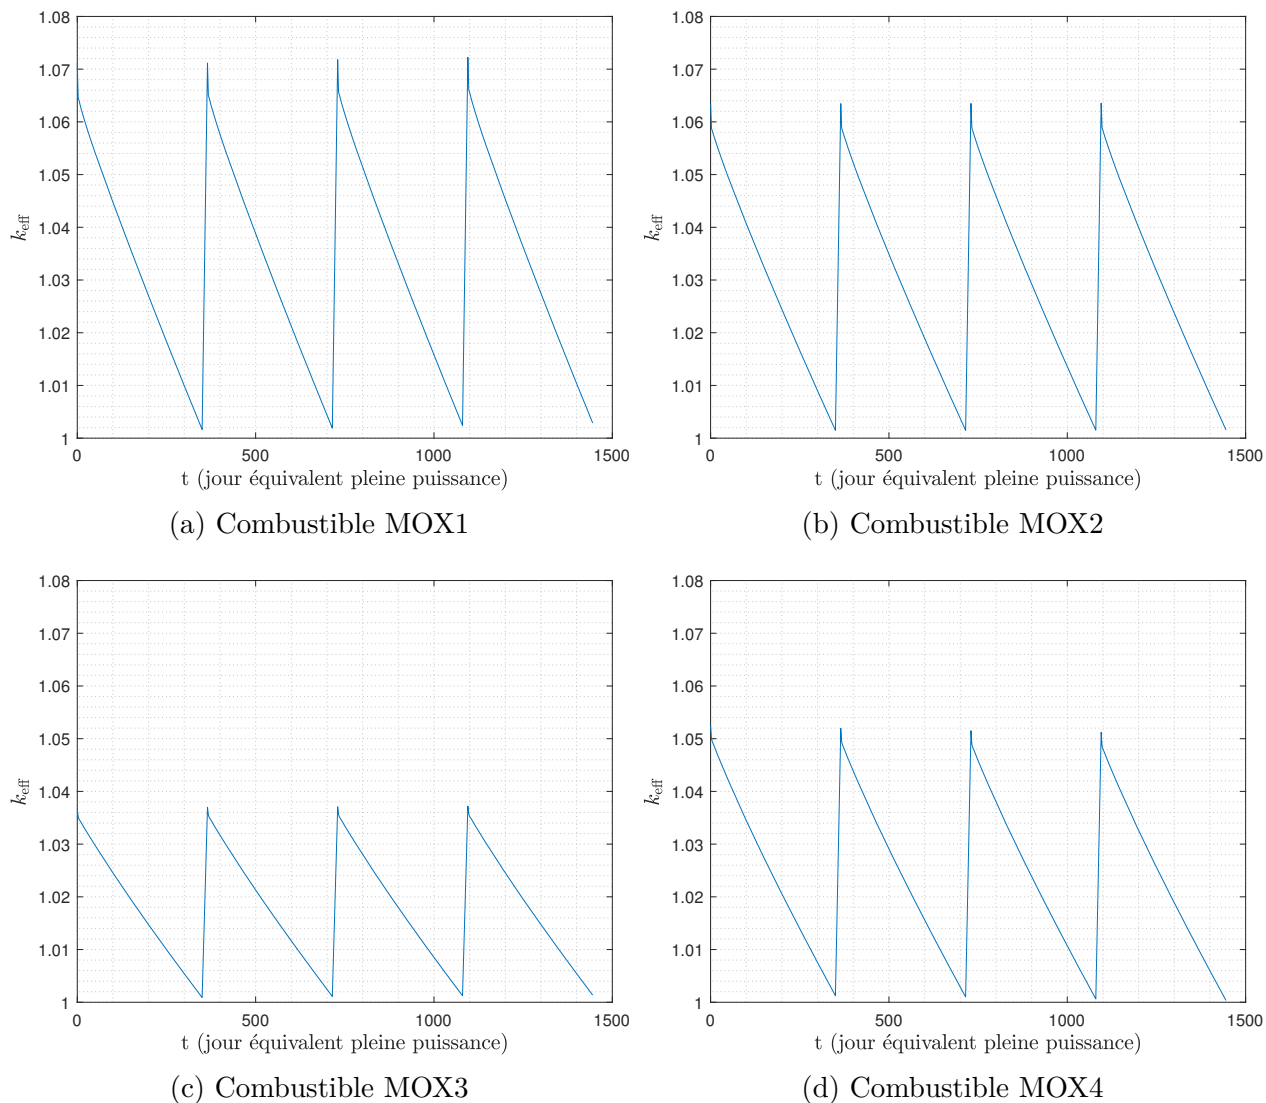 1.08
1.07
1.06
1.05
1.04
1.03
1.02
1.01
1
k_eff
0 500 1000 1500
t (jour équivalent pleine puissance)
(a) Combustible MOX1
1.08
1.07
1.06
1.05
1.04
1.03
1.02
1.01
1
k_eff
0 500 1000 1500
t (jour équivalent pleine puissance)
(b) Combustible MOX2
1.08
1.07
1.06
1.05
1.04
1.03
1.02
1.01
1
k_eff
0 500 1000 1500
t (jour équivalent pleine puissance)
(c) Combustible MOX3
1.08
1.07
1.06
1.05
1.04
1.03
1.02
1.01
1
k_eff
0 500 1000 1500
t (jour équivalent pleine puissance)
(d) Combustible MOX4